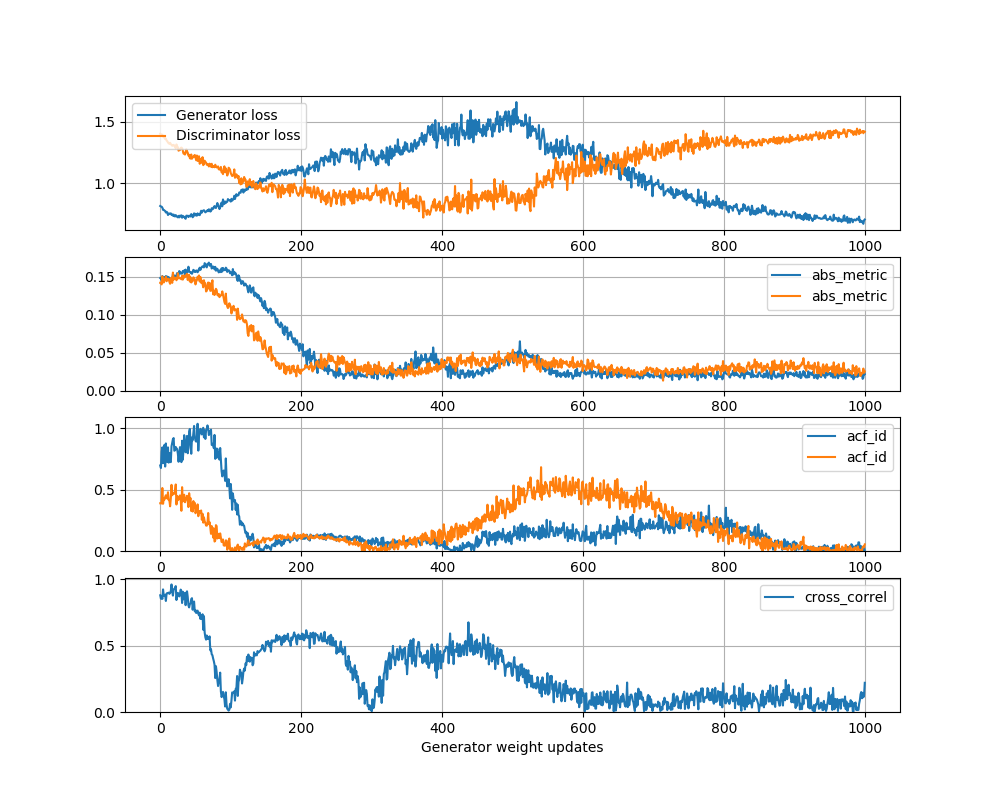 1.5
1.0
Generator loss
Discriminator loss
0 200 400 600 800 1000
0.15
0.10
0.05
0.00
abs_metric
abs_metric
0 200 400 600 800 1000
1.0
0.5
0.0
acf_id
acf_id
0 200 400 600 800 1000
1.0
0.5
0.0
cross_correl
0 200 400 600 800 1000
Generator weight updates